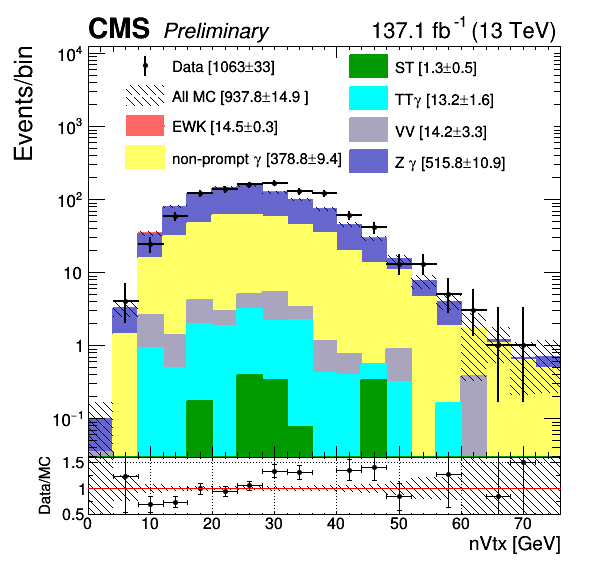 CMS Preliminary 137.1 fb⁻¹ (13 TeV)
Events/bin
10⁴
10³
10²
10
1
10⁻¹
Data [1063±33]
All MC [937.8±14.9 ]
EWK [14.5±0.3]
non-prompt γ [378.8±9.4]
ST [1.3±0.5]
TTγ [13.2±1.6]
VV [14.2±3.3]
Z γ [515.8±10.9]
Data/MC
1.5
1
0.5
0 10 20 30 40 50 60 70
nVtx [GeV]